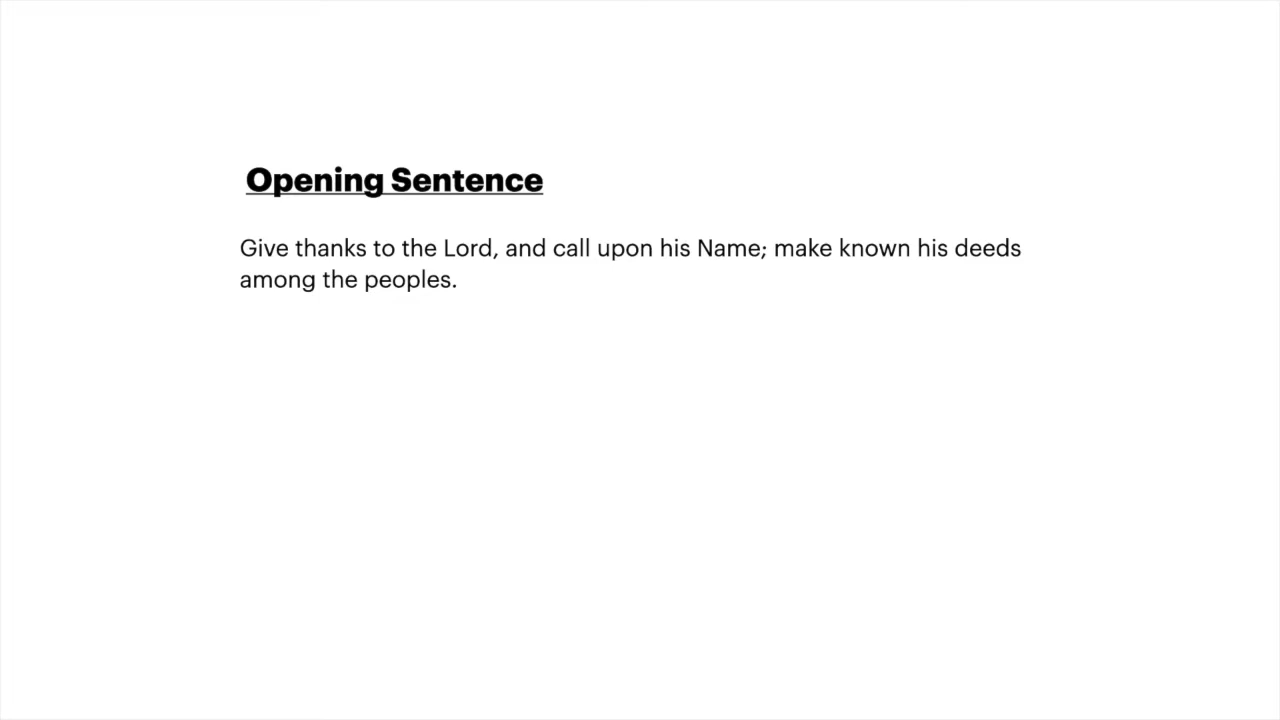 Opening Sentence
Give thanks to the Lord, and call upon his Name; make known his deeds
among the peoples.